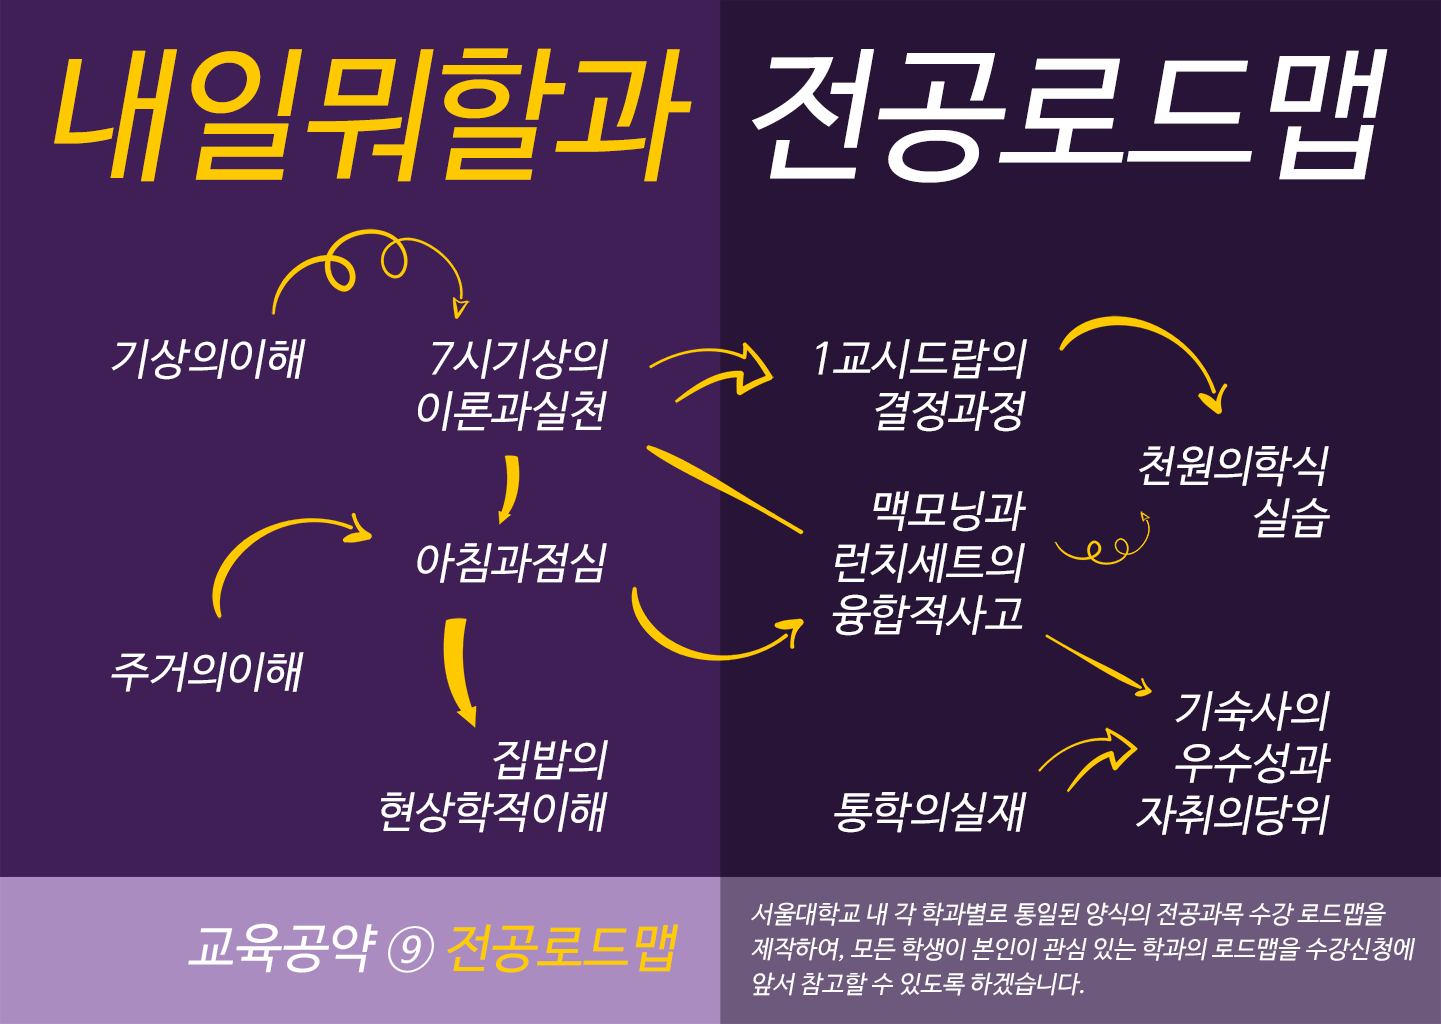 내일뭐할과 전공로드맵
기상의이해
7시기상의
이론과실천
1교시드랍의
결정과정
천원의학식
실습
맥모닝과
런치세트의
융합적사고
아침과점심
주거의이해
집밥의
현상학적이해
통학의실재
기숙사의
우수성과
자취의당위
교육공약 ⑨ 전공로드맵
서울대학교 내 각 학과별로 통일된 양식의 전공과목 수강 로드맵을
제작하여, 모든 학생이 본인이 관심 있는 학과의 로드맵을 수강신청에
앞서 참고할 수 있도록 하겠습니다.